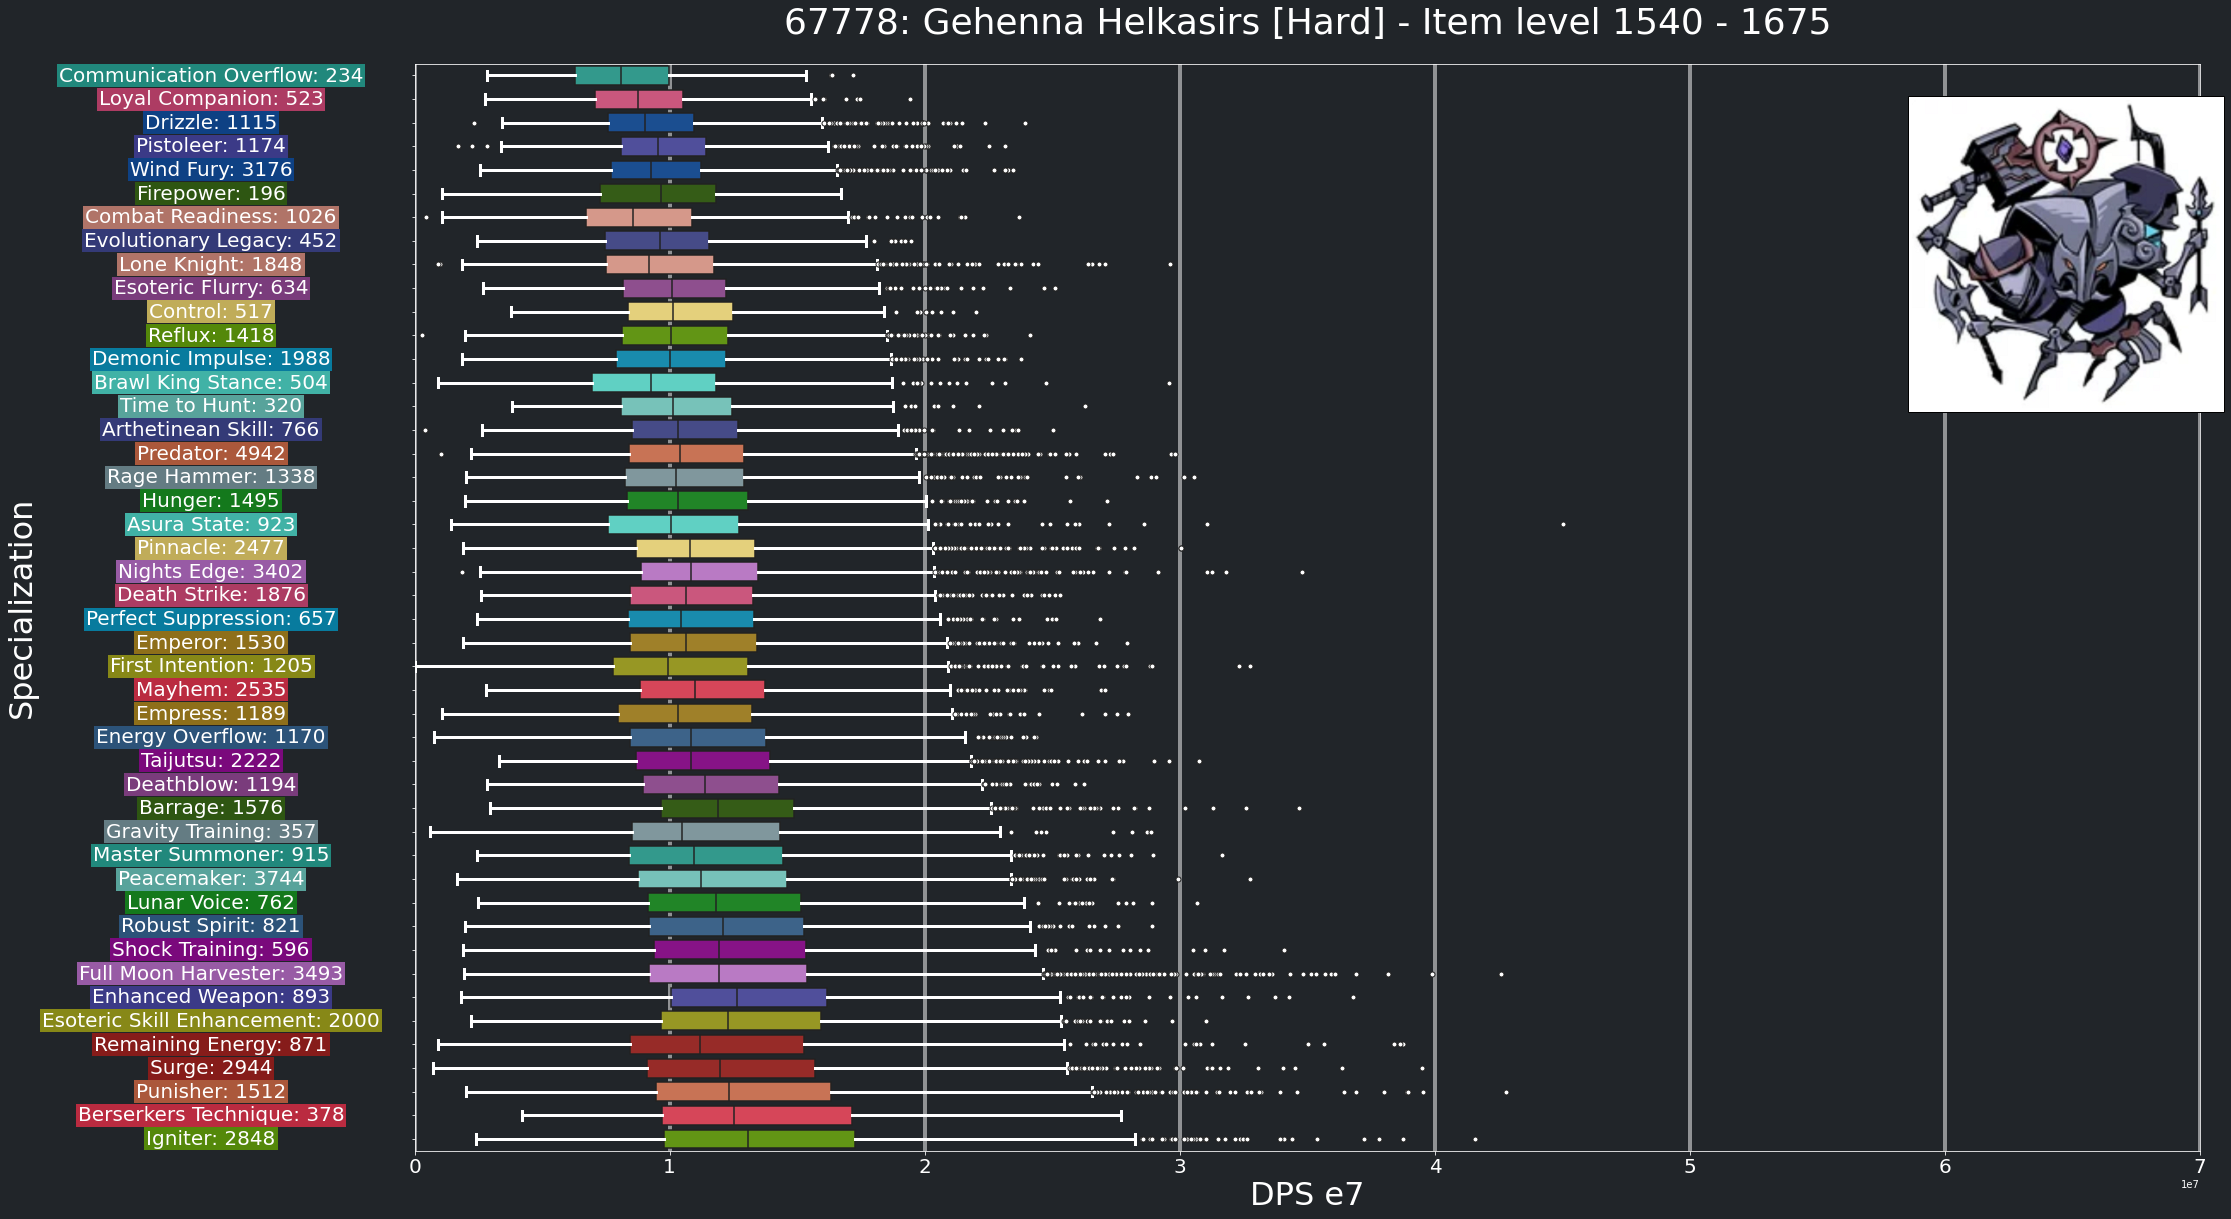 67778: Gehenna Helkasirs [Hard] - Item level 1540 - 1675
Communication Overflow: 234
Loyal Companion: 523
Drizzle: 1115
Pistoleer: 1174
Wind Fury: 3176
Firepower: 196
Combat Readiness: 1026
Evolutionary Legacy: 452
Lone Knight: 1848
Esoteric Flurry: 634
Control: 517
Reflux: 1418
Demonic Impulse: 1988
Brawl King Stance: 504
Time to Hunt: 320
Arthetinean Skill: 766
Predator: 4942
Rage Hammer: 1338
Hunger: 1495
Asura State: 923
Pinnacle: 2477
Nights Edge: 3402
Death Strike: 1876
Perfect Suppression: 657
Emperor: 1530
First Intention: 1205
Mayhem: 2535
Empress: 1189
Energy Overflow: 1170
Taijutsu: 2222
Deathblow: 1194
Barrage: 1576
Gravity Training: 357
Master Summoner: 915
Peacemaker: 3744
Lunar Voice: 762
Robust Spirit: 821
Shock Training: 596
Full Moon Harvester: 3493
Enhanced Weapon: 893
Esoteric Skill Enhancement: 2000
Remaining Energy: 871
Surge: 2944
Punisher: 1512
Berserkers Technique: 378
Igniter: 2848
Specialization
0 1 2 3 4 5 6 7
1e7
DPS e7